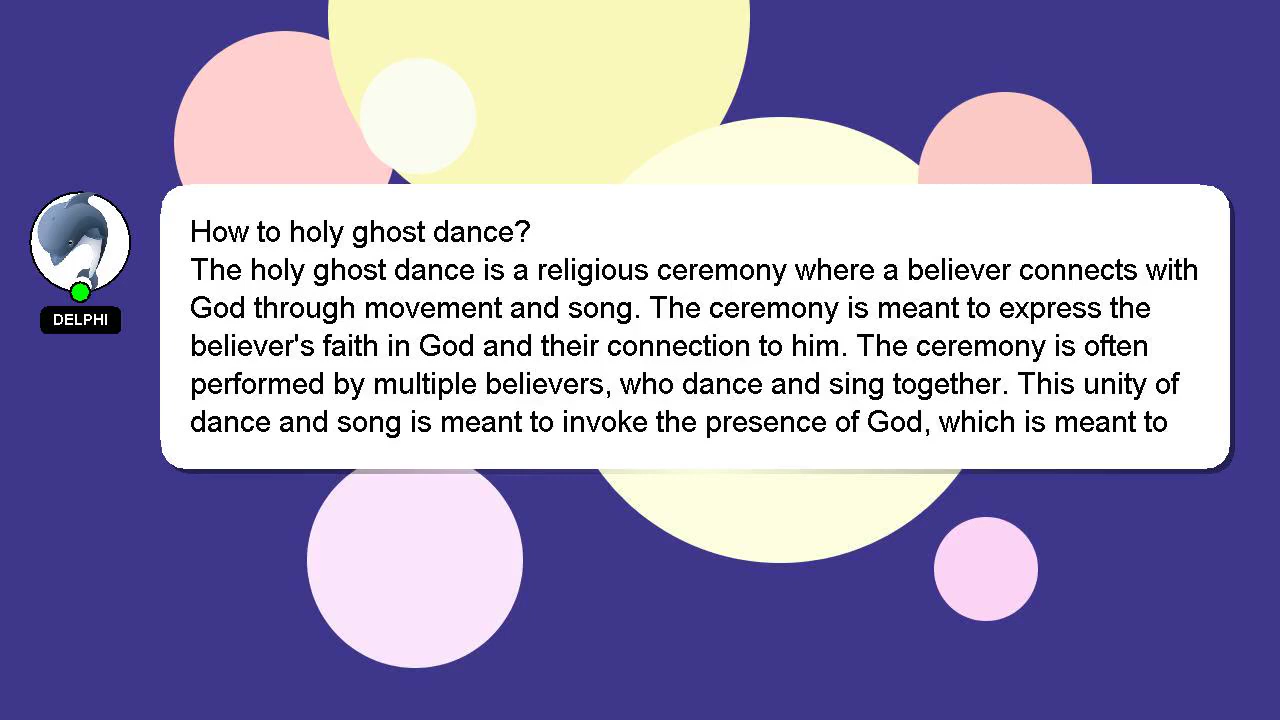 How to holy ghost dance?
The holy ghost dance is a religious ceremony where a believer connects with
God through movement and song. The ceremony is meant to express the
believer's faith in God and their connection to him. The ceremony is often
performed by multiple believers, who dance and sing together. This unity of
dance and song is meant to invoke the presence of God, which is meant to
DELPHI